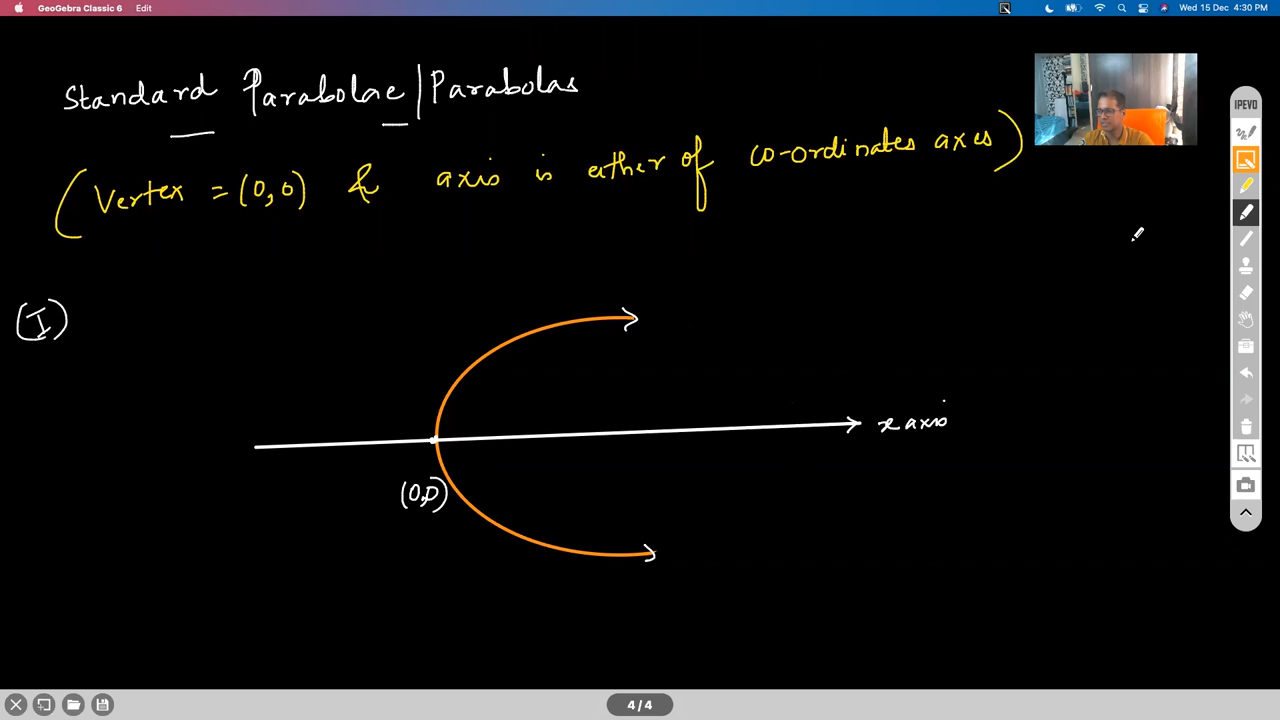 GeoGebra Classic 6 Edit Wed 15 Dec 4:30 PM
Standard Parabolae | Parabolas
(Vertex = (0,0) & axis is either of co-ordinates axes)
IPEVO
(I)
x axis
(0,0)
4 / 4